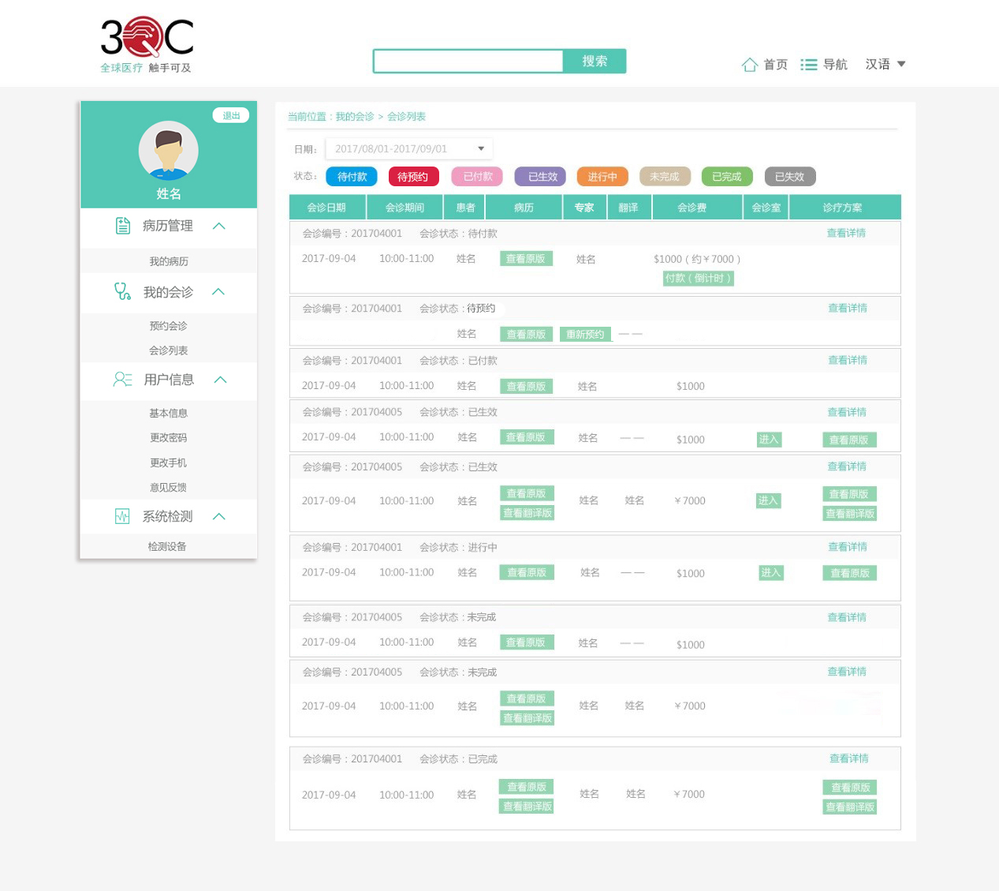 3QC
全球医疗 触手可及
搜索
首页 导航 汉语
退出
姓名
病历管理
我的病历
我的会诊
预约会诊
会诊列表
用户信息
基本信息
更改密码
更改手机
意见反馈
系统检测
检测设备
当前位置：我的会诊 > 会诊列表
日期： 2017/08/01-2017/09/01
状态： 待付款 待预约 已付款 已生效 进行中 未完成 已完成 已失效
会诊日期 会诊期间 患者 病历 专家 翻译 会诊费 会诊室 诊疗方案
会诊编号：201704001 会诊状态：待付款 查看详情
2017-09-04 10:00-11:00 姓名 查看原版 姓名 $1000（约￥7000）
付款（倒计时）
会诊编号：201704001 会诊状态：待预约 查看详情
姓名 查看原版 重新预约 — —
会诊编号：201704001 会诊状态：已付款 查看详情
2017-09-04 10:00-11:00 姓名 查看原版 姓名 $1000
会诊编号：201704005 会诊状态：已生效 查看详情
2017-09-04 10:00-11:00 姓名 查看原版 姓名 — — $1000 进入 查看原版
会诊编号：201704005 会诊状态：已生效 查看详情
2017-09-04 10:00-11:00 姓名 查看原版 姓名 姓名 ￥7000 进入 查看原版
查看翻译版 查看翻译版
会诊编号：201704001 会诊状态：进行中 查看详情
2017-09-04 10:00-11:00 姓名 查看原版 姓名 — — $1000 进入 查看原版
会诊编号：201704005 会诊状态：未完成 查看详情
2017-09-04 10:00-11:00 姓名 查看原版 姓名 — — $1000
会诊编号：201704005 会诊状态：未完成 查看详情
2017-09-04 10:00-11:00 姓名 查看原版 姓名 姓名 ￥7000
查看翻译版
会诊编号：201704001 会诊状态：已完成 查看详情
2017-09-04 10:00-11:00 姓名 查看原版 姓名 姓名 ￥7000 查看原版
查看翻译版 查看翻译版